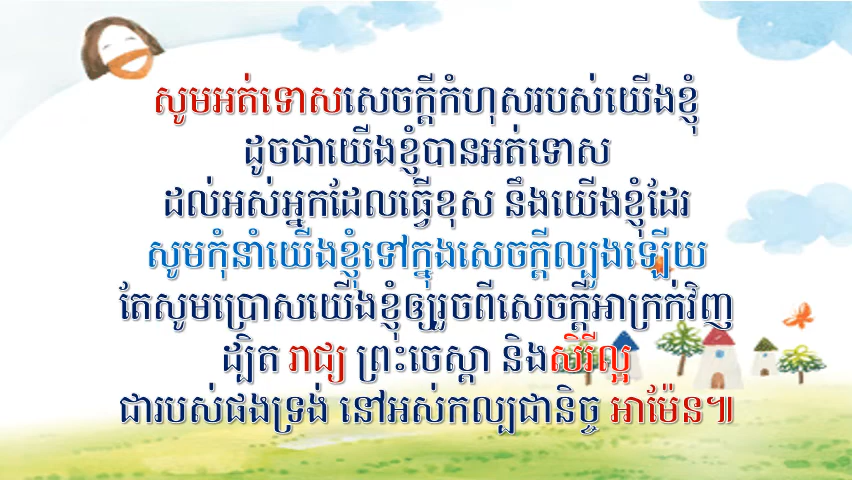 សូមអត់ទោសសេចក្ដីកំហុសរបស់យើងខ្ញុំ
ដូចជាយើងខ្ញុំបានអត់ទោស
ដល់អស់អ្នកដែលធ្វើខុស នឹងយើងខ្ញុំដែរ
សូមកុំនាំយើងខ្ញុំទៅក្នុងសេចក្ដីល្បួងឡើយ
តែសូមប្រោសយើងខ្ញុំឲ្យរួចពីសេចក្ដីអាក្រក់វិញ
ដ្បិត រាជ្យ ព្រះចេស្ដា និងសិរីល្អ
ជារបស់ផងទ្រង់ នៅអស់កល្បជានិច្ច អាម៉ែន៕